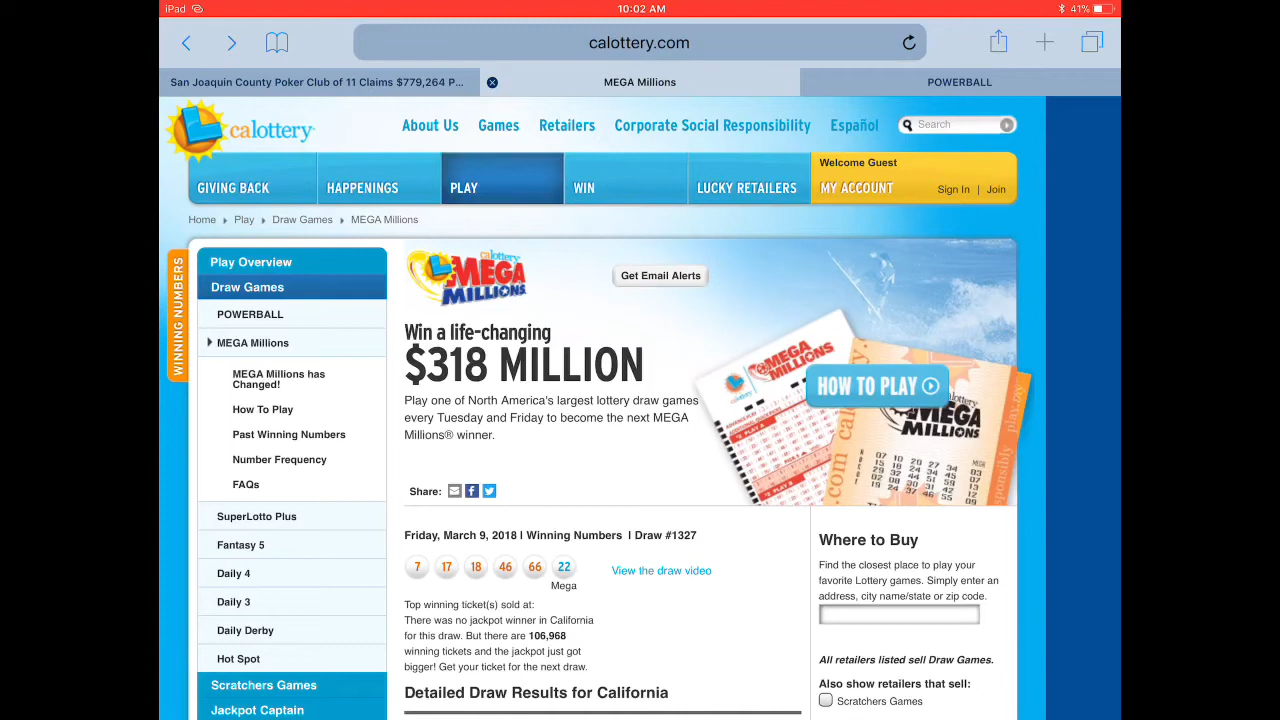 iPad
10:02 AM
41%
calottery.com
San Joaquin County Poker Club of 11 Claims $779,264 P...
MEGA Millions
POWERBALL
calottery
About Us
Games
Retailers
Corporate Social Responsibility
Español
Search
GIVING BACK
HAPPENINGS
PLAY
WIN
LUCKY RETAILERS
Welcome Guest
MY ACCOUNT
Sign In | Join
Home
Play
Draw Games
MEGA Millions
WINNING NUMBERS
Play Overview
Draw Games
POWERBALL
MEGA Millions
MEGA Millions has
Changed!
How To Play
Past Winning Numbers
Number Frequency
FAQs
SuperLotto Plus
Fantasy 5
Daily 4
Daily 3
Daily Derby
Hot Spot
Scratchers Games
Jackpot Captain
calottery
MEGA
MILLIONS
Get Email Alerts
Win a life-changing
$318 MILLION
Play one of North America's largest lottery draw games
every Tuesday and Friday to become the next MEGA
Millions® winner.
Share:
MEGA MILLIONS
HOW TO PLAY
MILLIONS
Friday, March 9, 2018 | Winning Numbers | Draw #1327
7 17 18 46 66 22
Mega
View the draw video
Top winning ticket(s) sold at:
There was no jackpot winner in California
for this draw. But there are 106,968
winning tickets and the jackpot just got
bigger! Get your ticket for the next draw.
Detailed Draw Results for California
Where to Buy
Find the closest place to play your
favorite Lottery games. Simply enter an
address, city name/state or zip code.
All retailers listed sell Draw Games.
Also show retailers that sell:
Scratchers Games